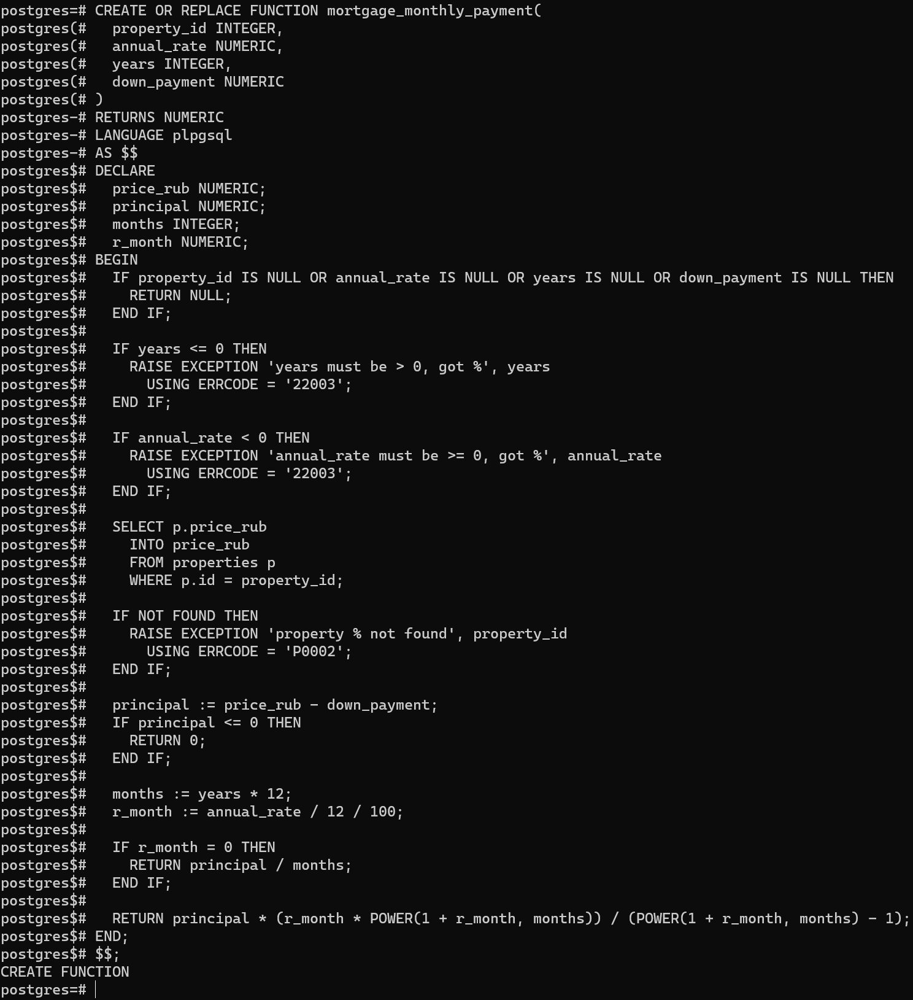 postgres=# CREATE OR REPLACE FUNCTION mortgage_monthly_payment(
postgres(#   property_id INTEGER,
postgres(#   annual_rate NUMERIC,
postgres(#   years INTEGER,
postgres(#   down_payment NUMERIC
postgres(# )
postgres-# RETURNS NUMERIC
postgres-# LANGUAGE plpgsql
postgres-# AS $$
postgres$# DECLARE
postgres$#   price_rub NUMERIC;
postgres$#   principal NUMERIC;
postgres$#   months INTEGER;
postgres$#   r_month NUMERIC;
postgres$# BEGIN
postgres$#   IF property_id IS NULL OR annual_rate IS NULL OR years IS NULL OR down_payment IS NULL THEN
postgres$#     RETURN NULL;
postgres$#   END IF;
postgres$#
postgres$#   IF years <= 0 THEN
postgres$#     RAISE EXCEPTION 'years must be > 0, got %', years
postgres$#       USING ERRCODE = '22003';
postgres$#   END IF;
postgres$#
postgres$#   IF annual_rate < 0 THEN
postgres$#     RAISE EXCEPTION 'annual_rate must be >= 0, got %', annual_rate
postgres$#       USING ERRCODE = '22003';
postgres$#   END IF;
postgres$#
postgres$#   SELECT p.price_rub
postgres$#     INTO price_rub
postgres$#     FROM properties p
postgres$#     WHERE p.id = property_id;
postgres$#
postgres$#   IF NOT FOUND THEN
postgres$#     RAISE EXCEPTION 'property % not found', property_id
postgres$#       USING ERRCODE = 'P0002';
postgres$#   END IF;
postgres$#
postgres$#   principal := price_rub - down_payment;
postgres$#   IF principal <= 0 THEN
postgres$#     RETURN 0;
postgres$#   END IF;
postgres$#
postgres$#   months := years * 12;
postgres$#   r_month := annual_rate / 12 / 100;
postgres$#
postgres$#   IF r_month = 0 THEN
postgres$#     RETURN principal / months;
postgres$#   END IF;
postgres$#
postgres$#   RETURN principal * (r_month * POWER(1 + r_month, months)) / (POWER(1 + r_month, months) - 1);
postgres$# END;
postgres$# $$;
CREATE FUNCTION
postgres=#